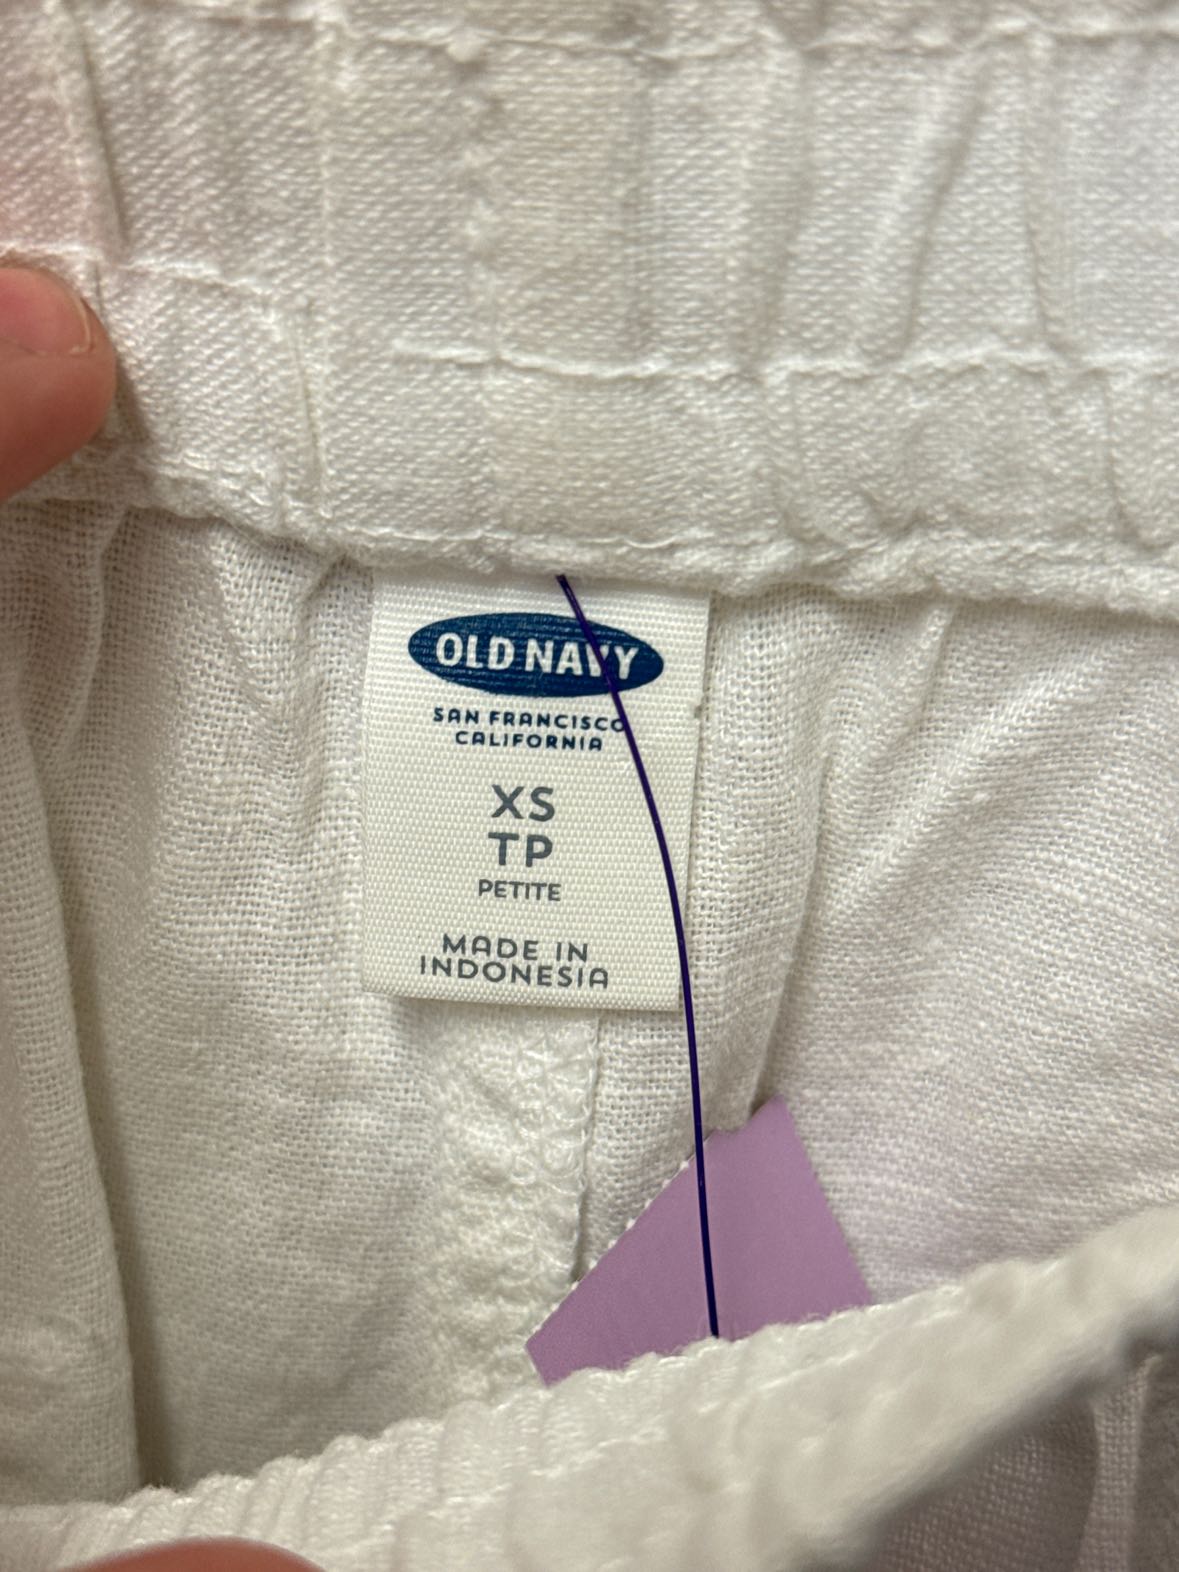 OLD NAVY
SAN FRANCISCO
CALIFORNIA
XS
TP
PETITE
MADE IN
INDONESIA